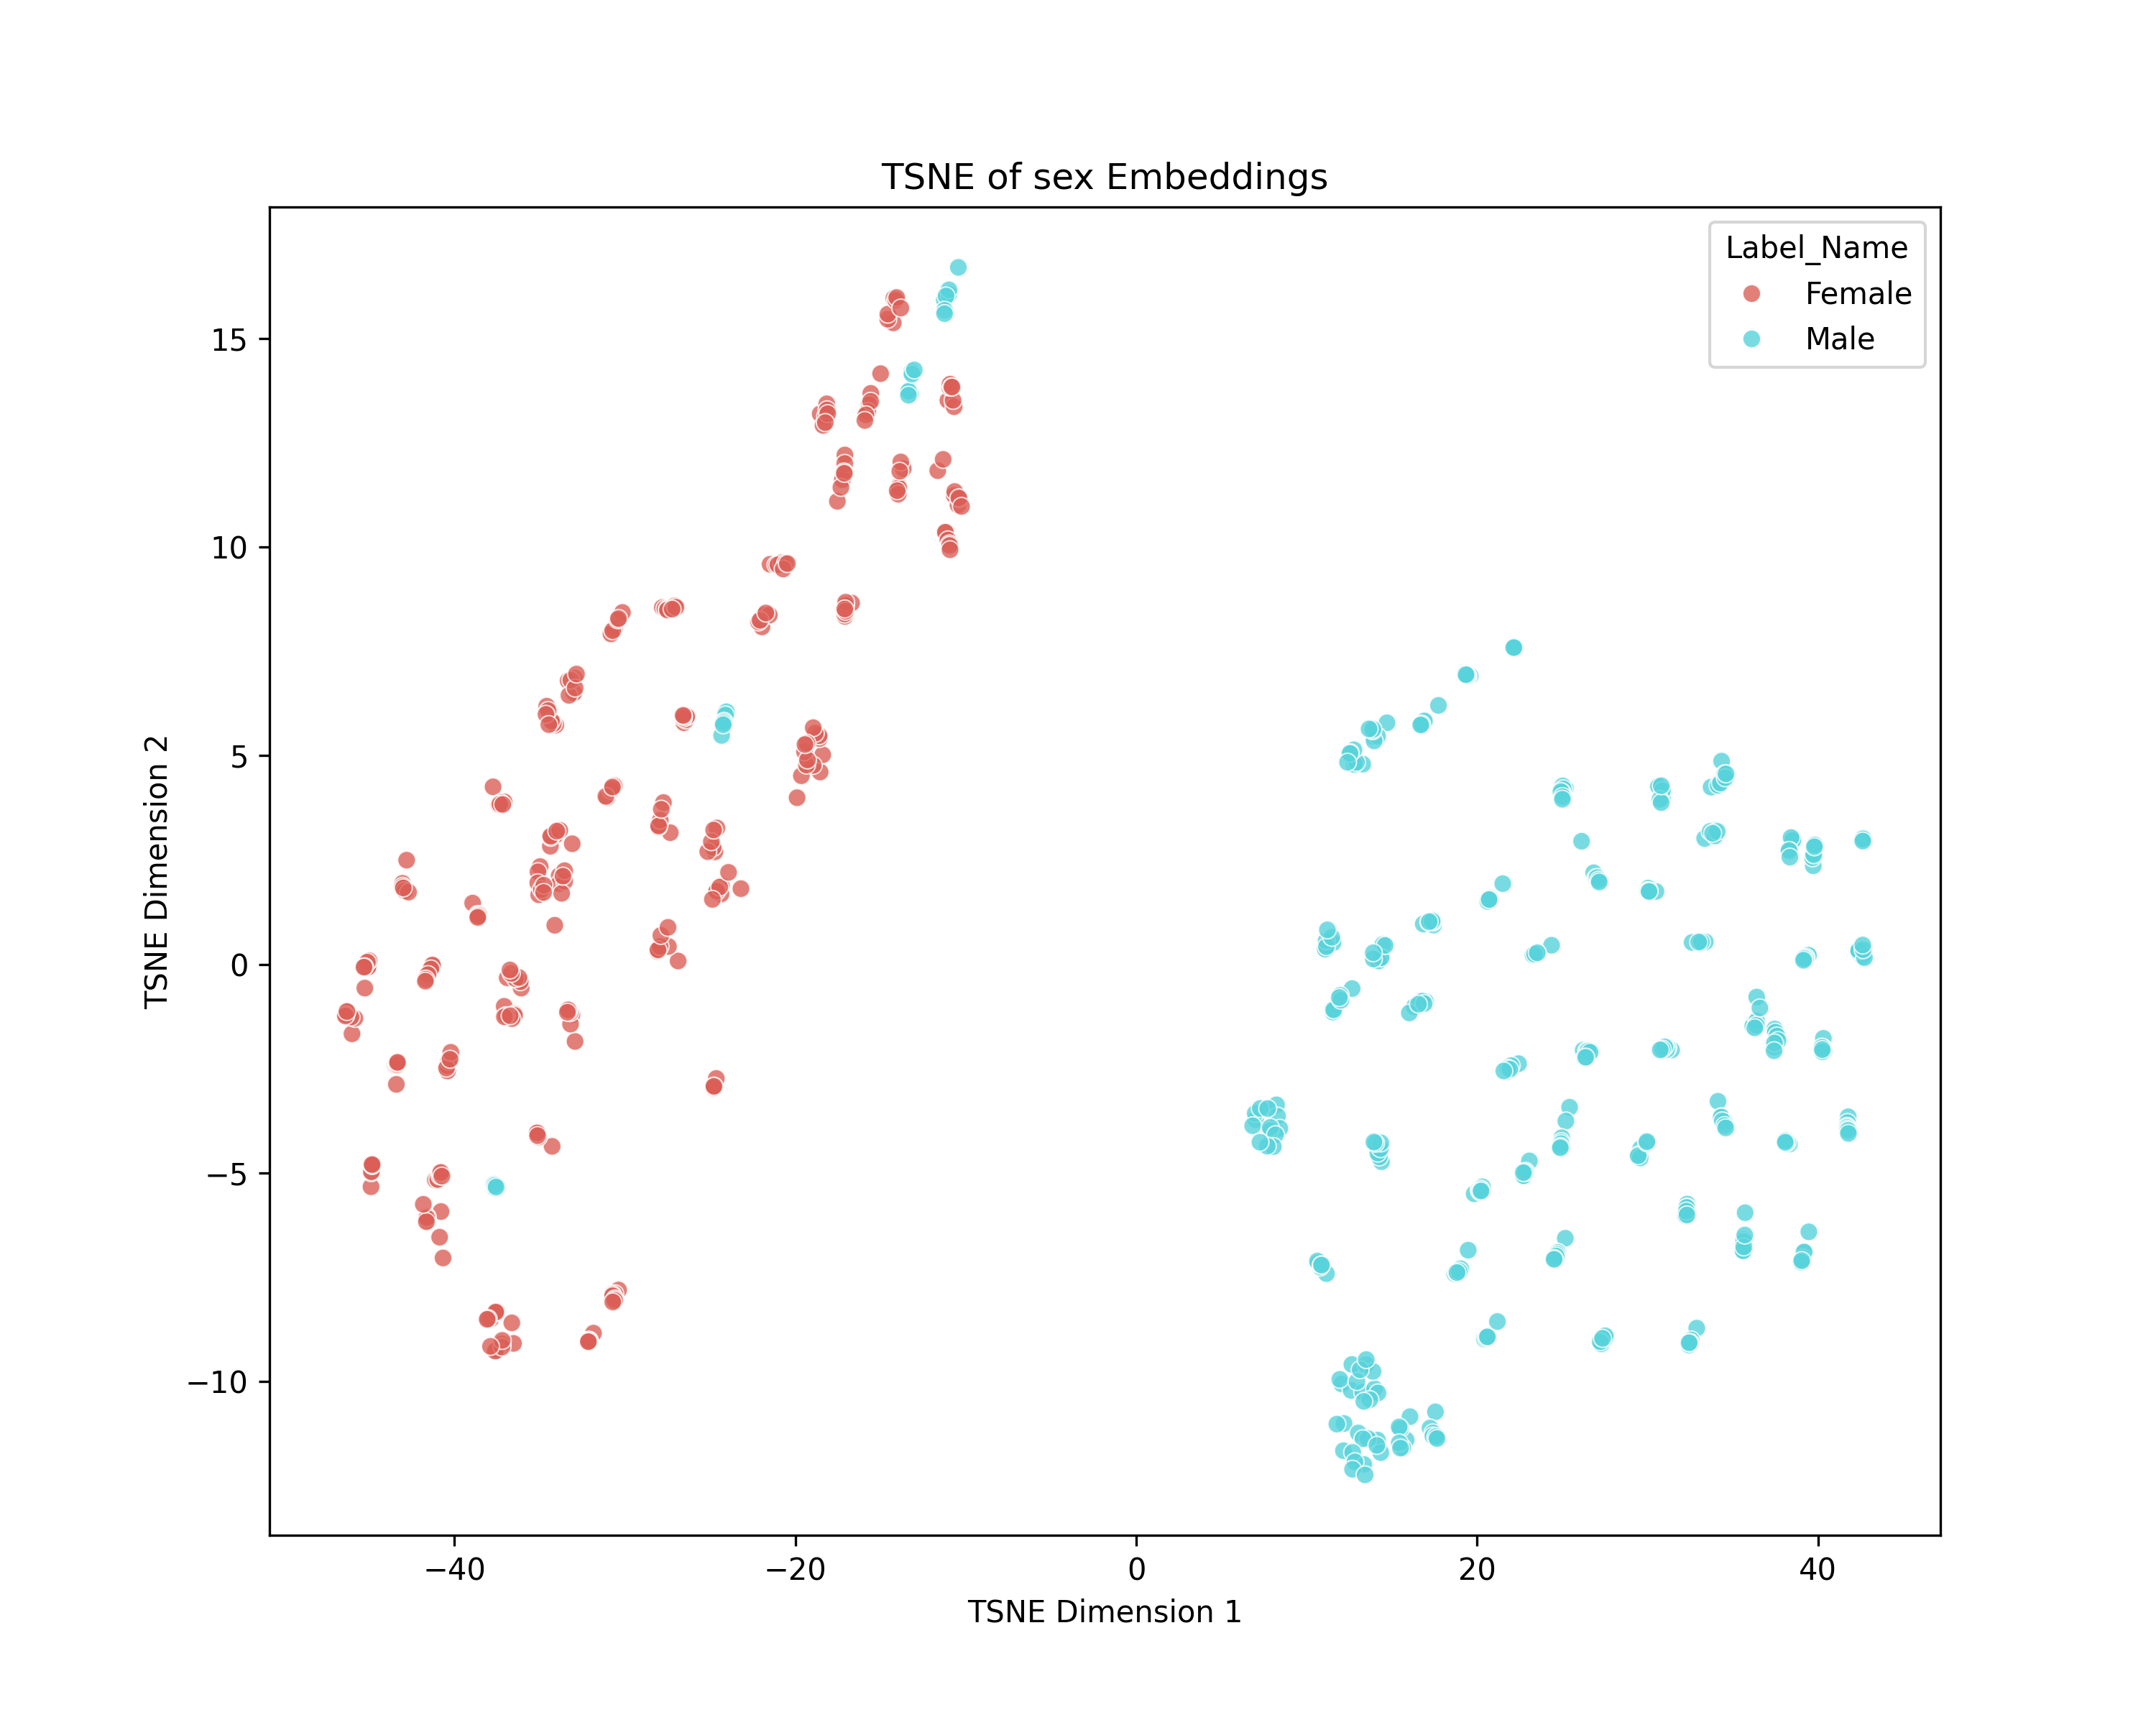 TSNE of sex Embeddings
Label_Name
Female
Male
15
10
5
0
−5
−10
TSNE Dimension 2
−40
−20
0
20
40
TSNE Dimension 1